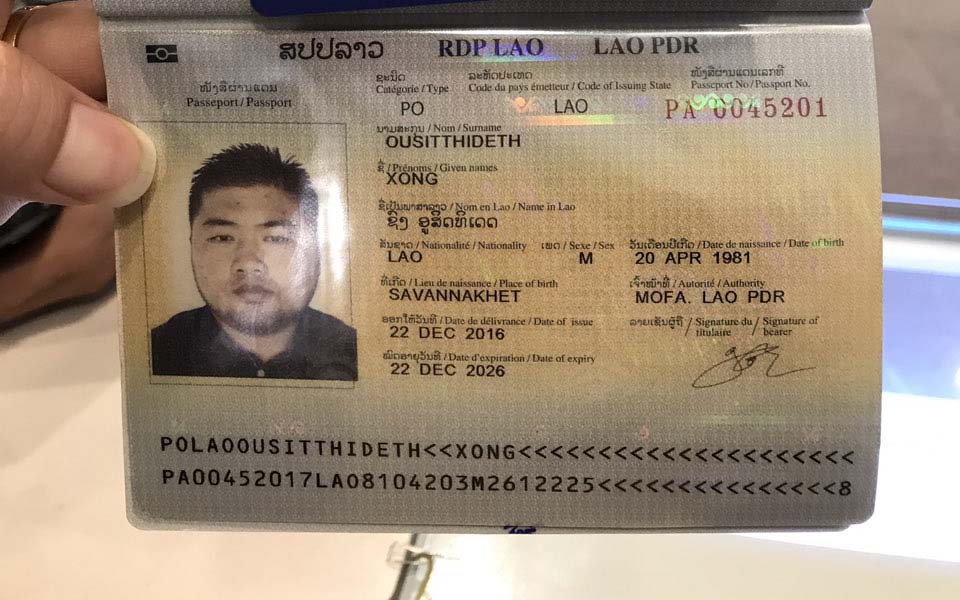 ສປປລາວ RDP LAO LAO PDR
ໜັງສືຜ່ານແດນ
Passeport / Passport
ຊະນິດ
Catégorie / Type
ລະຫັດປະເທດ
Code du pays émetteur / Code of Issuing State
ໜັງສືຜ່ານແດນເລກທີ
Passeport No / Passport No.
PO LAO PA 0045201
ນາມສະກຸນ / Nom / Surname
OUSITTHIDETH
ຊື່ / Prénoms / Given names
XONG
ຊື່ເປັນພາສາລາວ / Nom en Lao / Name in Lao
ຊົງ ອູສິດທິເດດ
ສັນຊາດ / Nationalité / Nationality ເພດ / Sexe / Sex ວັນເດືອນປີເກີດ / Date de naissance / Date of birth
LAO M 20 APR 1981
ທີ່ເກີດ / Lieu de naissance / Place of birth ເຈົ້າໜ້າທີ່ / Autorité / Authority
SAVANNAKHET MOFA. LAO PDR
ອອກໃຫ້ວັນທີ / Date de délivrance / Date of issue ລາຍເຊັນຜູ້ຖື / Signature du titulaire / Signature of bearer
22 DEC 2016
ໝົດອາຍຸວັນທີ / Date d'expiration / Date of expiry
22 DEC 2026
POLAOOUSITTHIDETH<<XONG<<<<<<<<<<<<<<<<<<<<<
PA00452017LAO8104203M2612225<<<<<<<<<<<<<<<8